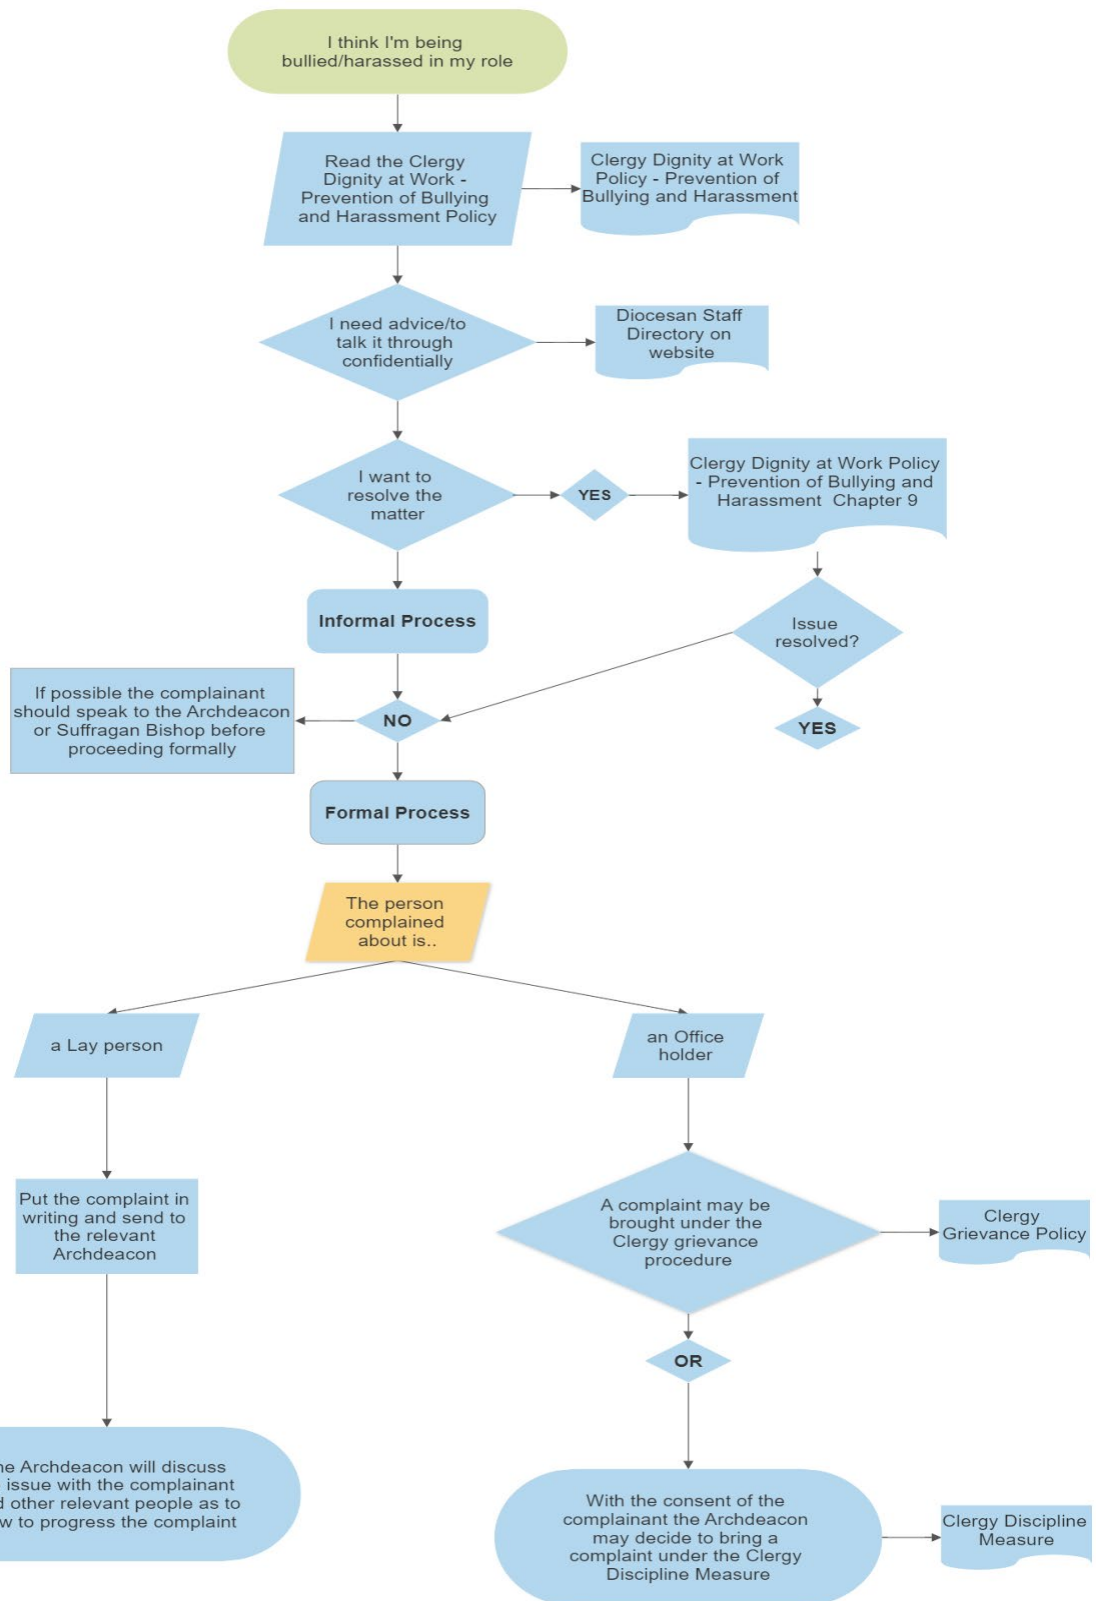 I think I'm being
bullied/harassed in my role
Read the Clergy
Dignity at Work -
Prevention of Bullying
and Harassment Policy
Clergy Dignity at Work
Policy - Prevention of
Bullying and Harassment
I need advice/to
talk it through
confidentially
Diocesan Staff
Directory on
website
I want to
resolve the
matter
YES
Clergy Dignity at Work Policy
- Prevention of Bullying and
Harassment Chapter 9
Informal Process
Issue
resolved?
If possible the complainant
should speak to the Archdeacon
or Suffragan Bishop before
proceeding formally
NO
YES
Formal Process
The person
complained
about is..
a Lay person
an Office
holder
Put the complaint in
writing and send to
the relevant
Archdeacon
A complaint may be
brought under the
Clergy grievance
procedure
Clergy
Grievance Policy
OR
Archdeacon will discuss
issue with the complainant
other relevant people as to
to progress the complaint
With the consent of the
complainant the Archdeacon
may decide to bring a
complaint under the Clergy
Discipline Measure
Clergy Discipline
Measure